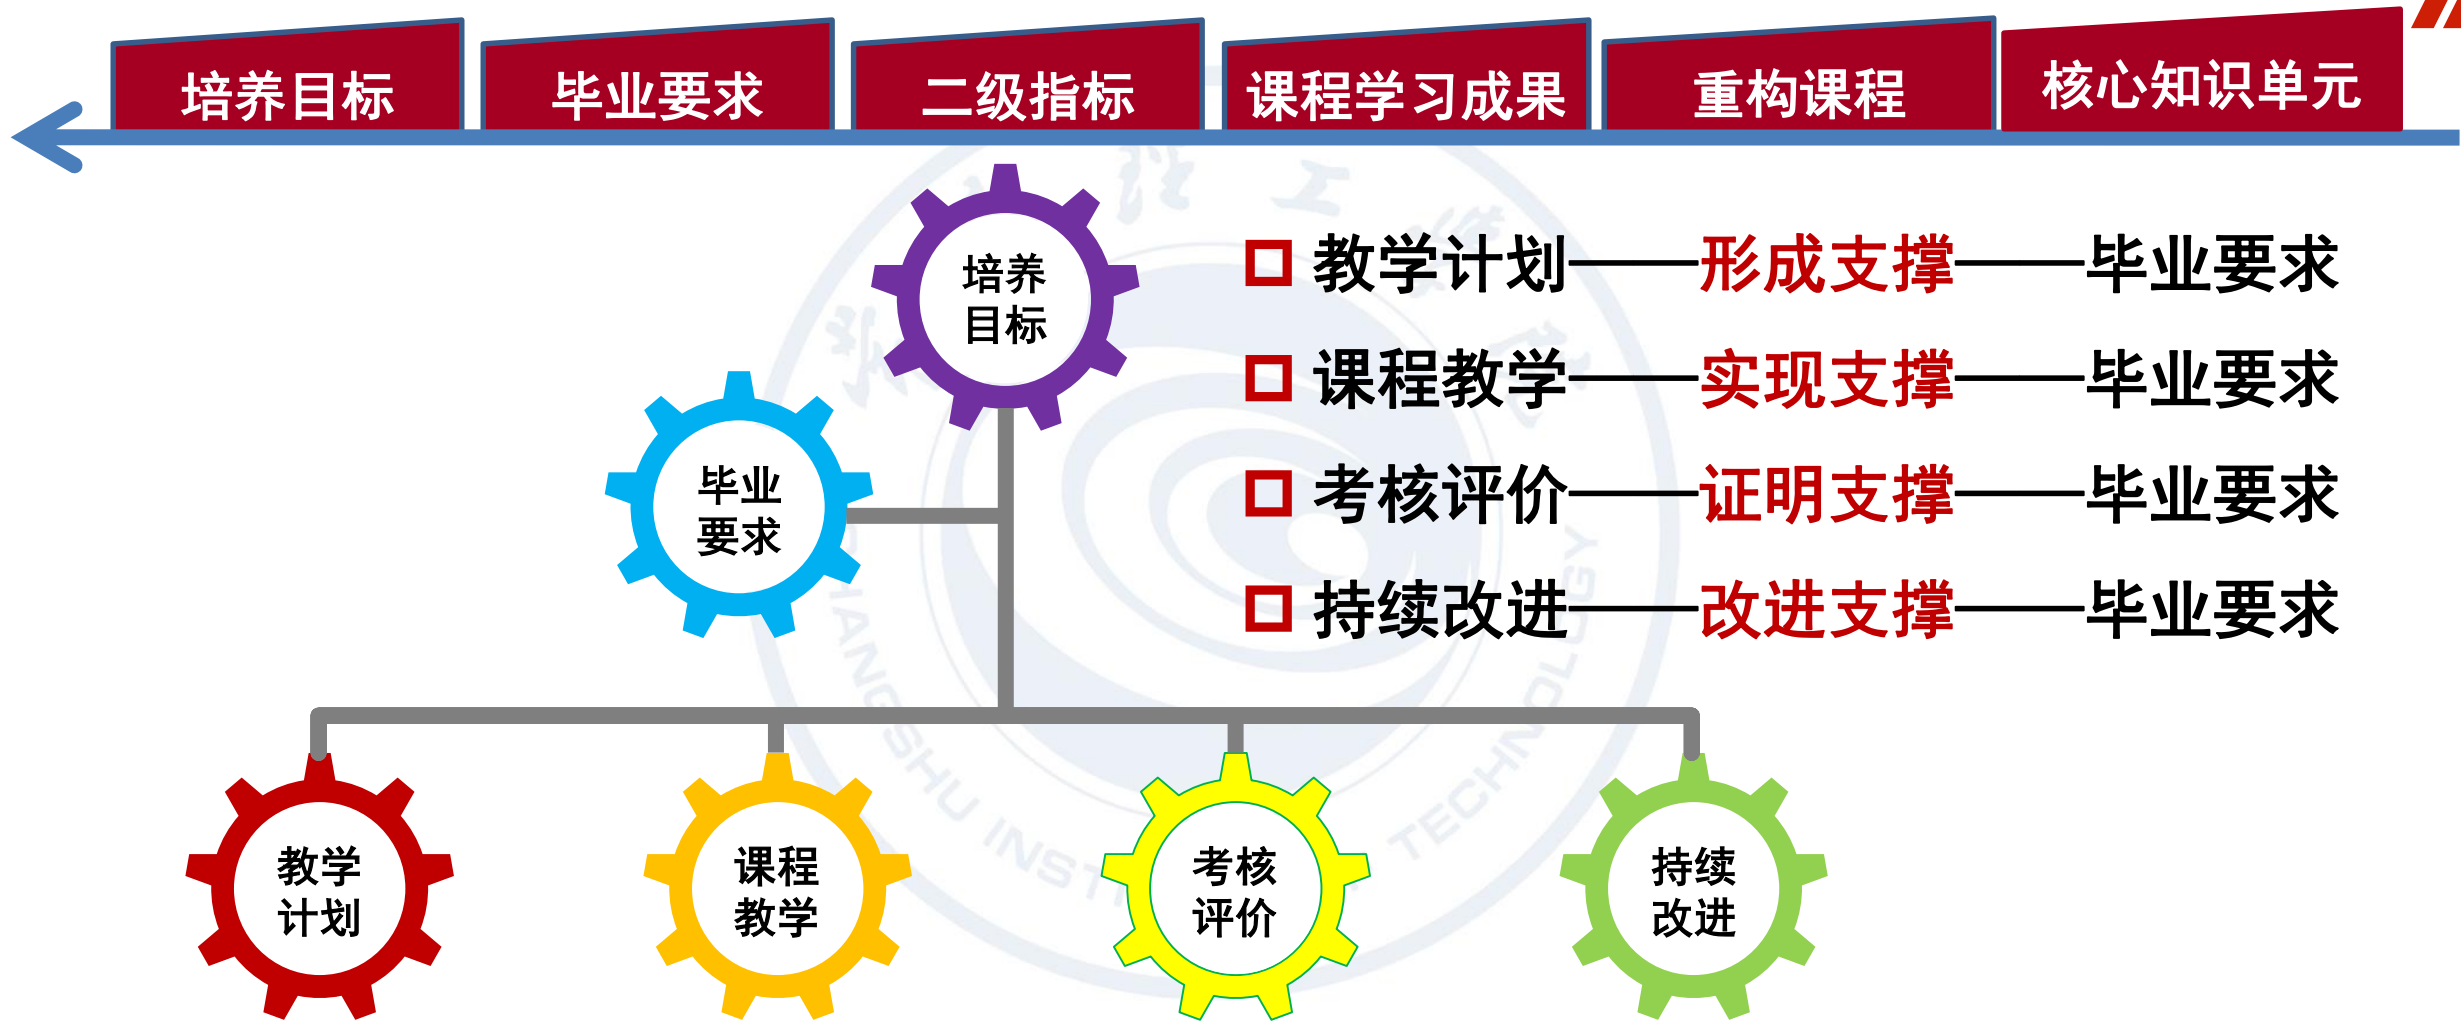 培养目标 毕业要求 二级指标 课程学习成果 重构课程 核心知识单元
培养
目标
教学计划——形成支撑——毕业要求
课程教学——实现支撑——毕业要求
考核评价——证明支撑——毕业要求
持续改进——改进支撑——毕业要求
毕业
要求
教学
计划
课程
教学
考核
评价
持续
改进
TECHNOLOGY